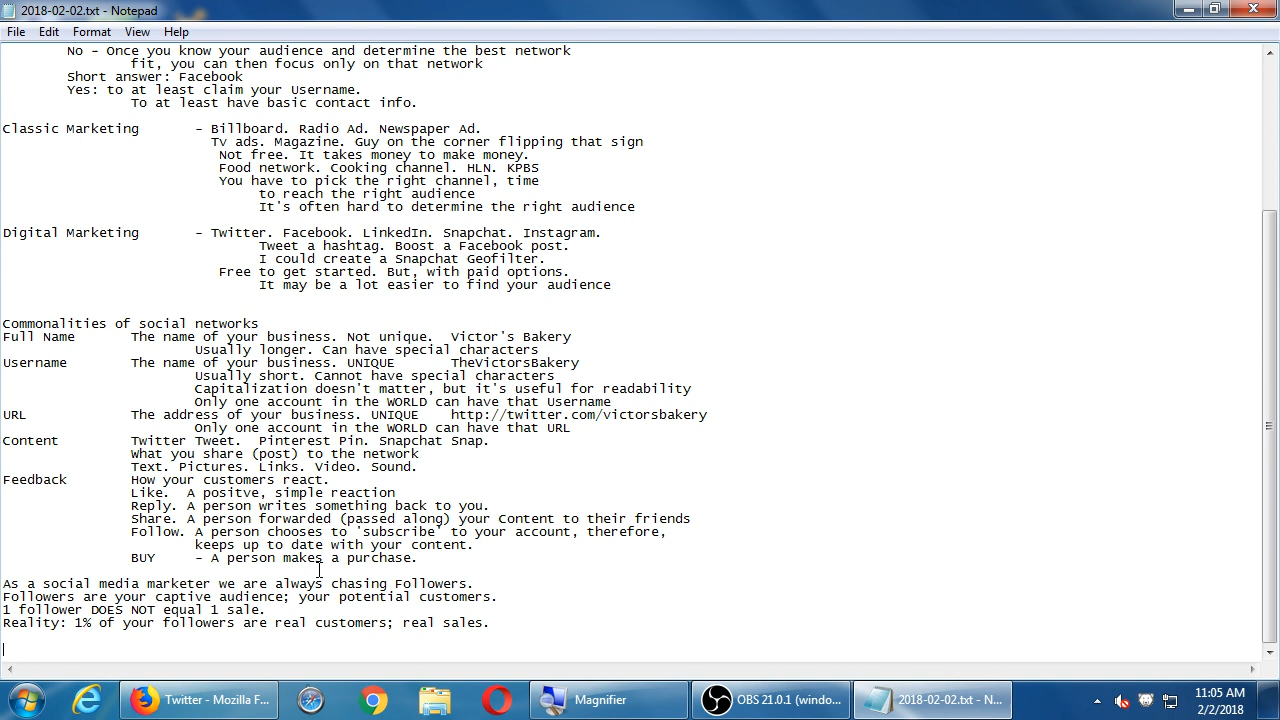 2018-02-02.txt - Notepad
File Edit Format View Help
No - Once you know your audience and determine the best network
fit, you can then focus only on that network
Short answer: Facebook
Yes: to at least claim your Username.
To at least have basic contact info.
Classic Marketing - Billboard. Radio Ad. Newspaper Ad.
Tv ads. Magazine. Guy on the corner flipping that sign
Not free. It takes money to make money.
Food network. Cooking channel. HLN. KPBS
You have to pick the right channel, time
to reach the right audience
It's often hard to determine the right audience
Digital Marketing - Twitter. Facebook. LinkedIn. Snapchat. Instagram.
Tweet a hashtag. Boost a Facebook post.
I could create a Snapchat Geofilter.
Free to get started. But, with paid options.
It may be a lot easier to find your audience
Commonalities of social networks
Full Name The name of your business. Not unique. Victor's Bakery
Usually longer. Can have special characters
Username The name of your business. UNIQUE TheVictorsBakery
Usually short. Cannot have special characters
Capitalization doesn't matter, but it's useful for readability
Only one account in the WORLD can have that Username
URL The address of your business. UNIQUE http://twitter.com/victorsbakery
Only one account in the WORLD can have that URL
Content Twitter Tweet. Pinterest Pin. Snapchat Snap.
What you share (post) to the network
Text. Pictures. Links. Video. Sound.
Feedback How your customers react.
Like. A positve, simple reaction
Reply. A person writes something back to you.
Share. A person forwarded (passed along) your Content to their friends
Follow. A person chooses to 'subscribe' to your account, therefore,
keeps up to date with your content.
BUY - A person makes a purchase.
As a social media marketer we are always chasing Followers.
Followers are your captive audience; your potential customers.
1 follower DOES NOT equal 1 sale.
Reality: 1% of your followers are real customers; real sales.
Twitter - Mozilla F... Magnifier OBS 21.0.1 (windo... 2018-02-02.txt - N... 11:05 AM
2/2/2018